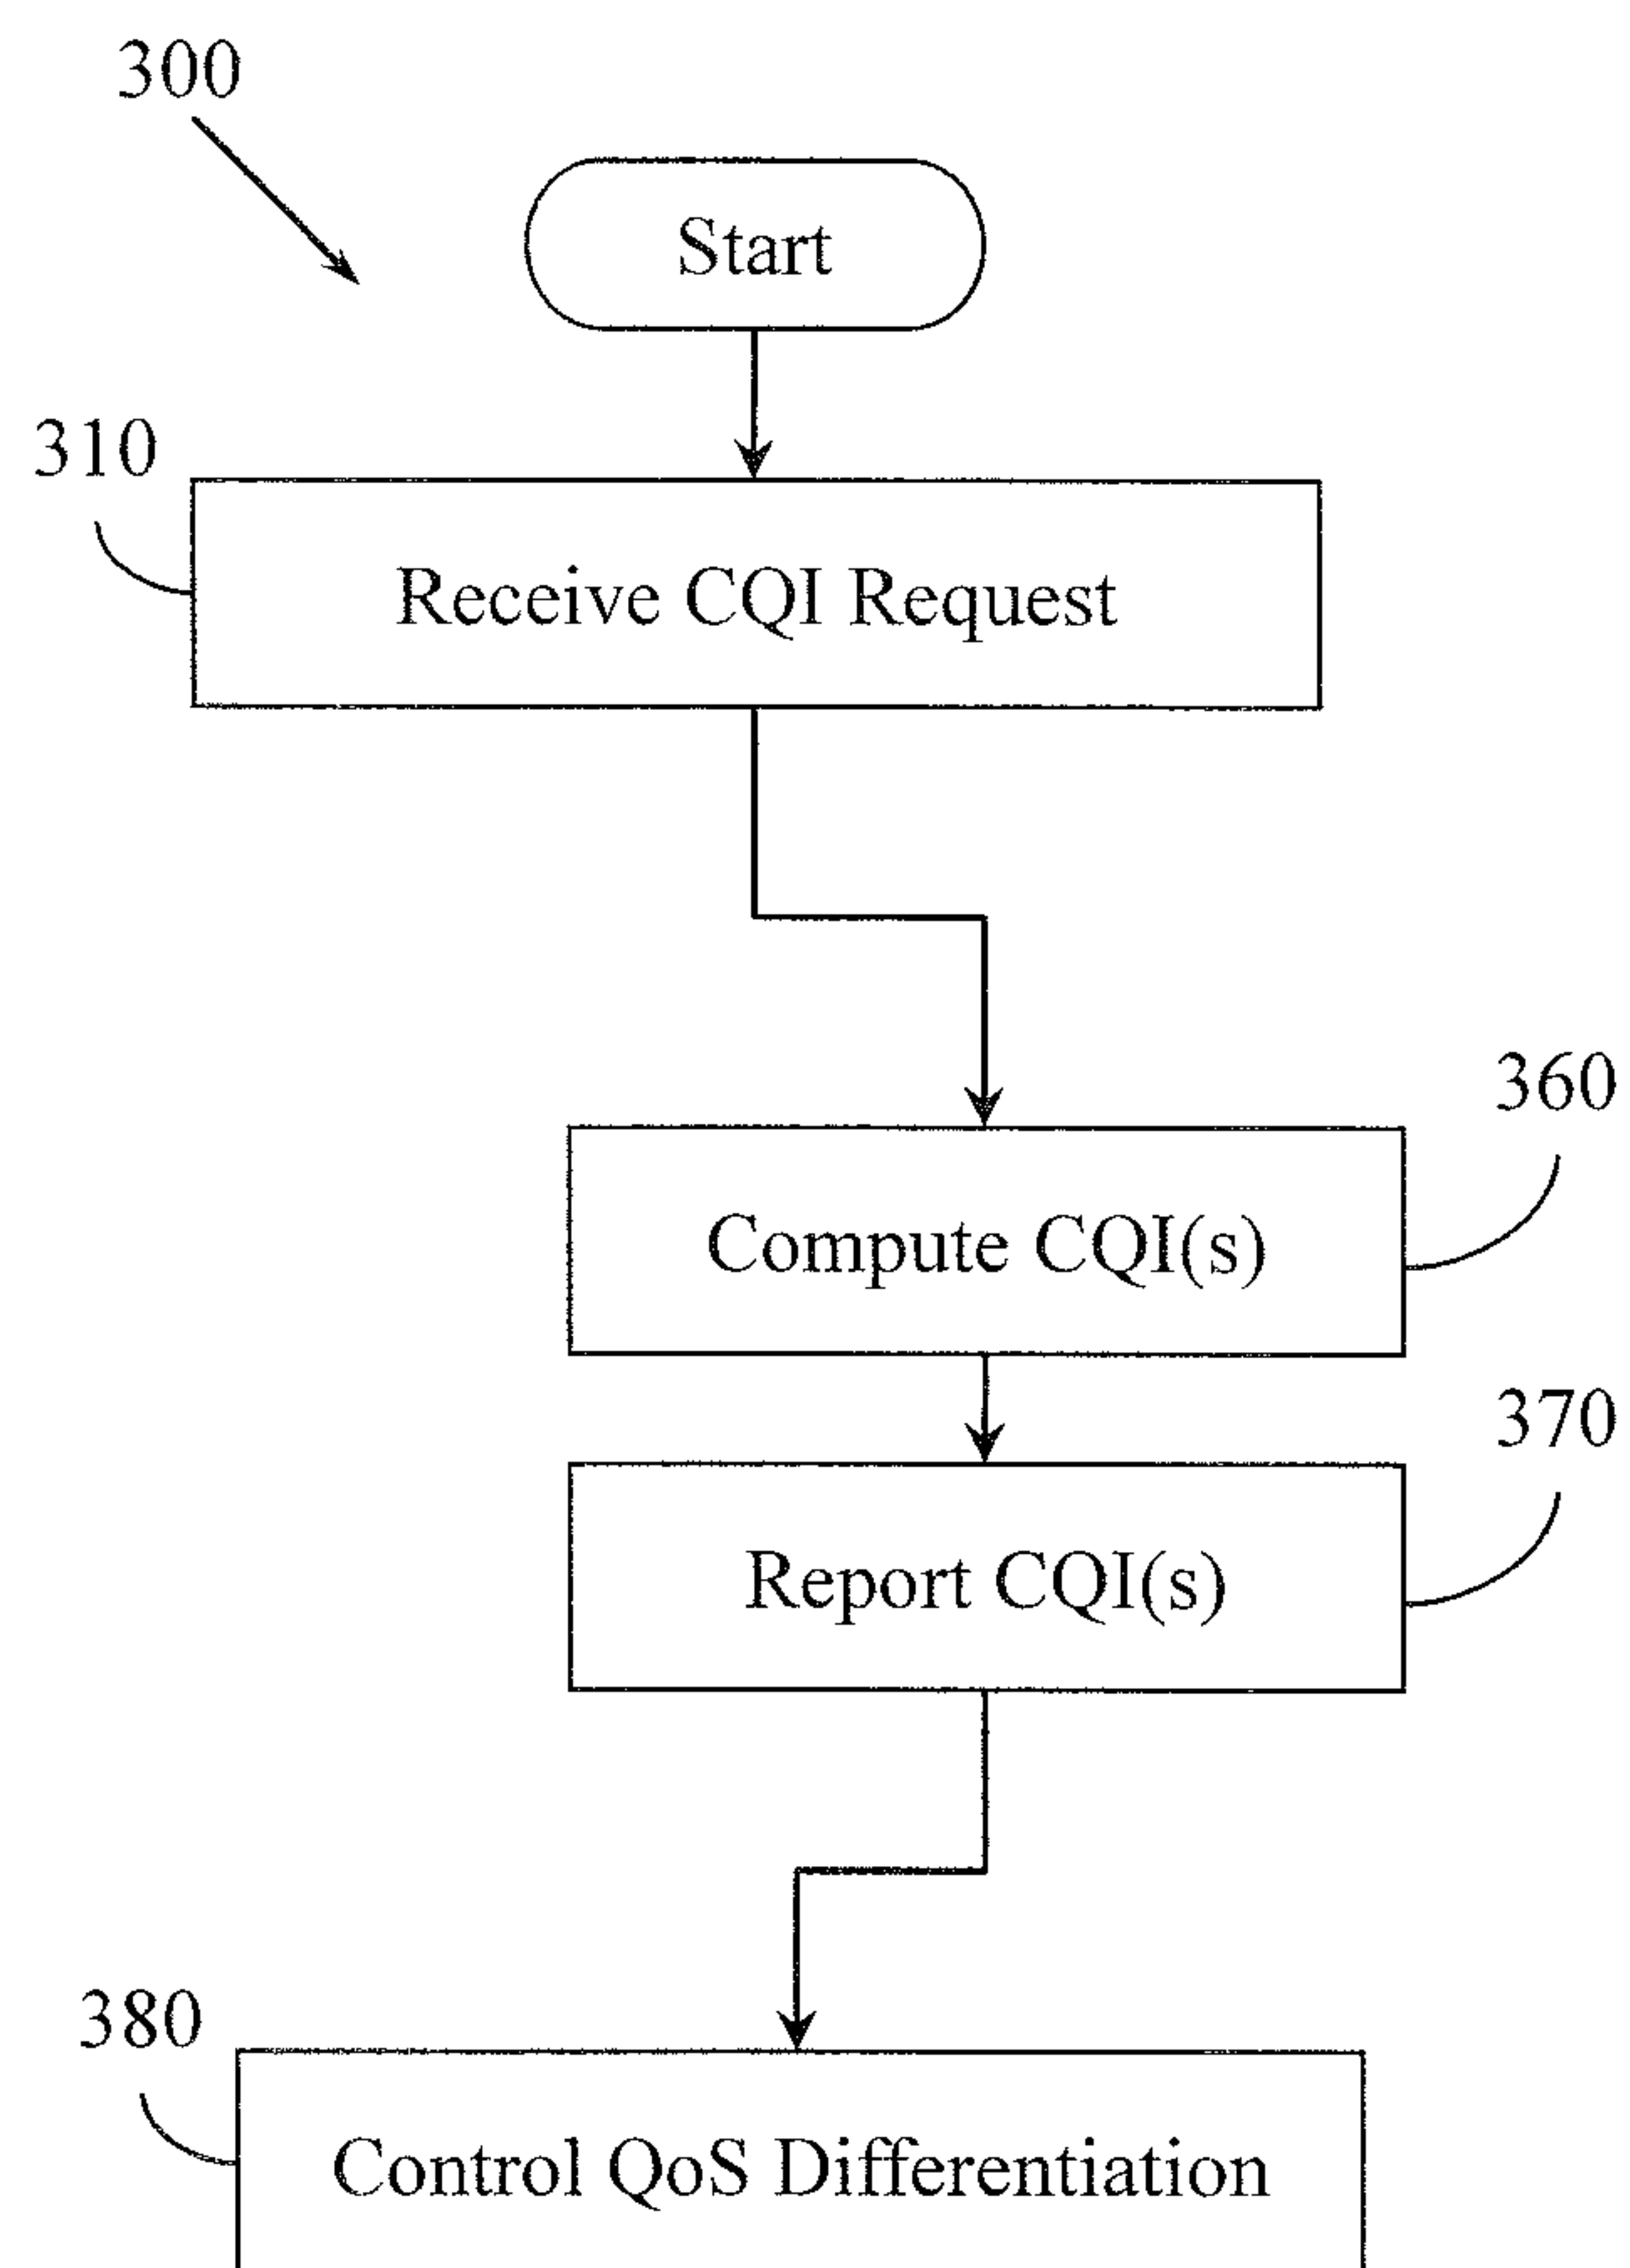 300
Start
310
Receive CQI Request
360
Compute CQI(s)
370
Report CQI(s)
380
Control QoS Differentiation